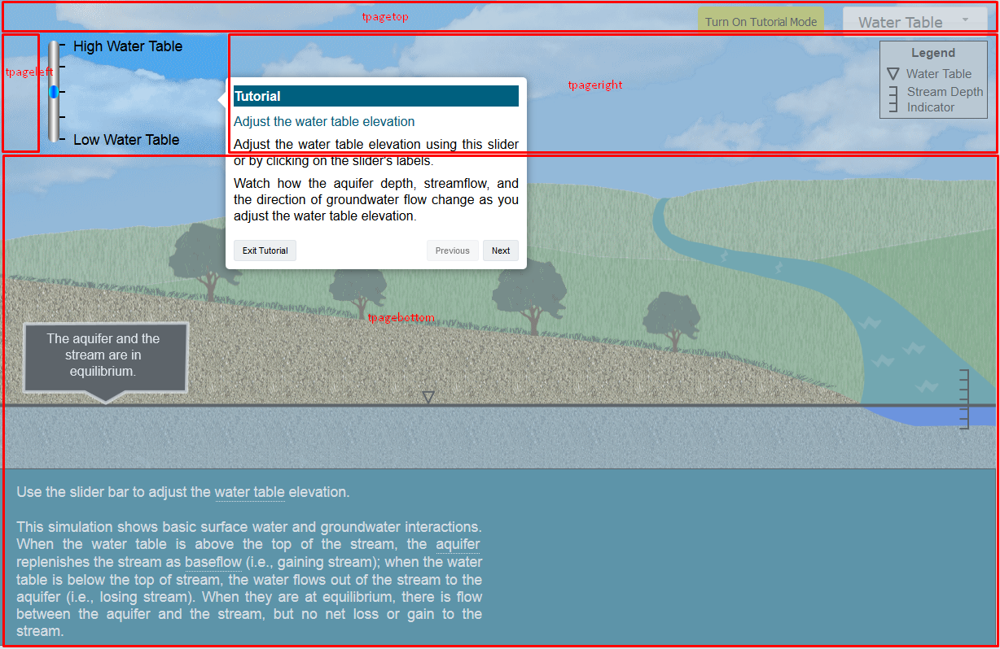 tpagetop
Turn On Tutorial Mode
Water Table
tpageleft
High Water Table
Low Water Table
tpageright
Legend
Water Table
Stream Depth
Indicator
Tutorial
Adjust the water table elevation
Adjust the water table elevation using this slider
or by clicking on the slider's labels.
Watch how the aquifer depth, streamflow, and
the direction of groundwater flow change as you
adjust the water table elevation.
Exit Tutorial
Previous
Next
tpagebottom
The aquifer and the
stream are in
equilibrium.
Use the slider bar to adjust the water table elevation.
This simulation shows basic surface water and groundwater interactions.
When the water table is above the top of the stream, the aquifer
replenishes the stream as baseflow (i.e., gaining stream); when the water
table is below the top of stream, the water flows out of the stream to the
aquifer (i.e., losing stream). When they are at equilibrium, there is flow
between the aquifer and the stream, but no net loss or gain to the
stream.